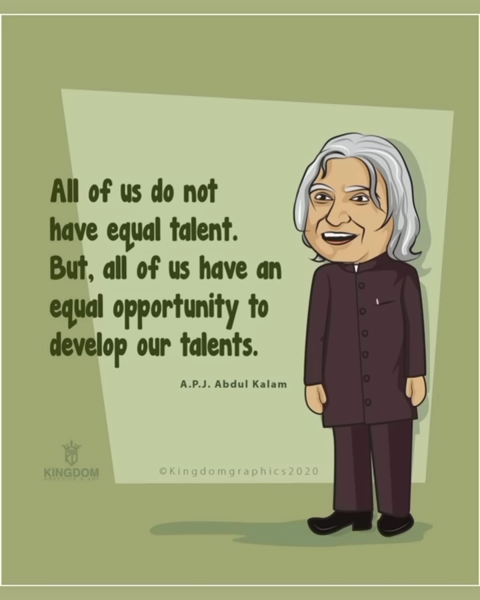 All of us do not
have equal talent.
But, all of us have an
equal opportunity to
develop our talents.
A.P.J. Abdul Kalam
KINGDOM
©Kingdomgraphics2020